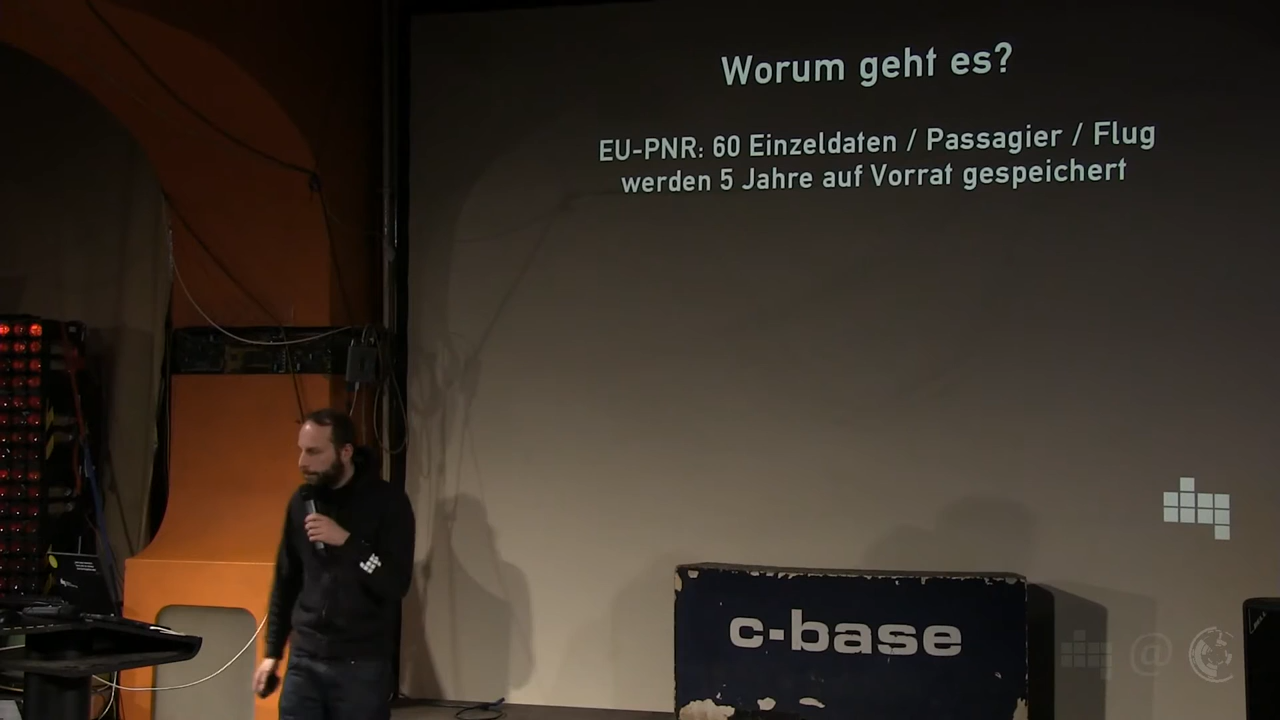 Worum geht es?
EU-PNR: 60 Einzeldaten / Passagier / Flug
werden 5 Jahre auf Vorrat gespeichert
c-base
@